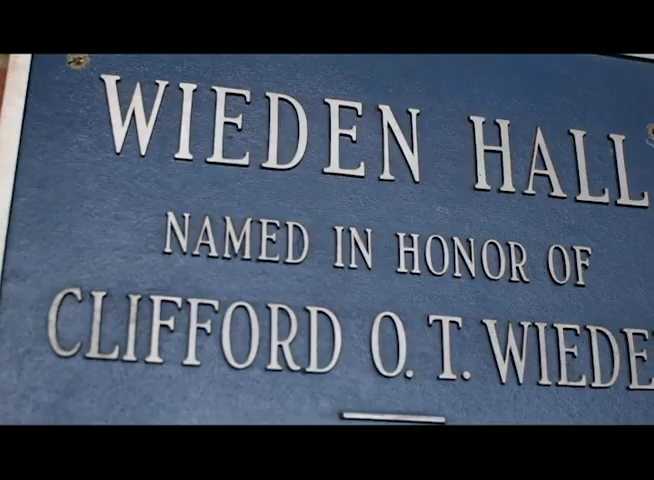 WIEDEN HALL
NAMED IN HONOR OF
CLIFFORD O. T. WIEDE